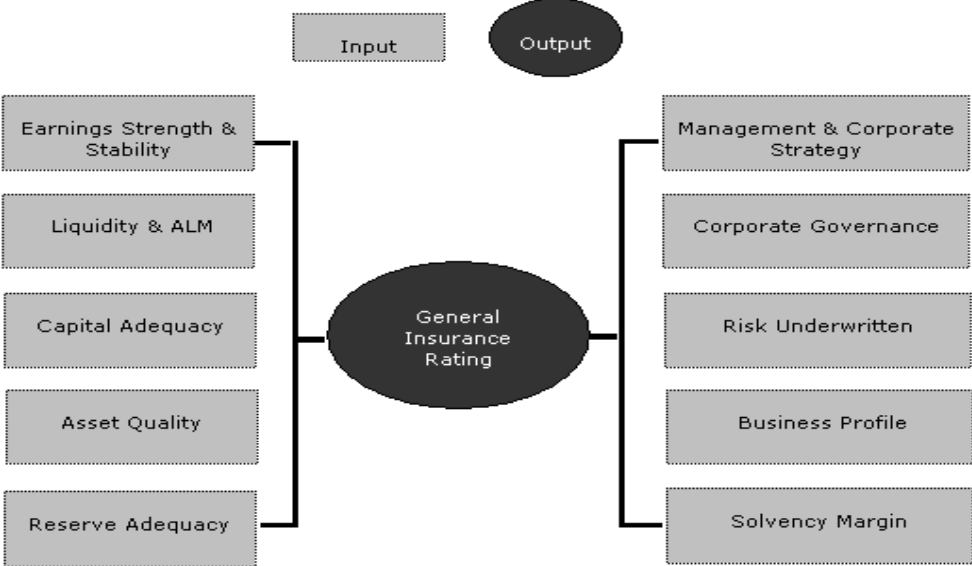 Input
Output
Earnings Strength &
Stability
Liquidity & ALM
Capital Adequacy
Asset Quality
Reserve Adequacy
General
Insurance
Rating
Management & Corporate
Strategy
Corporate Governance
Risk Underwritten
Business Profile
Solvency Margin